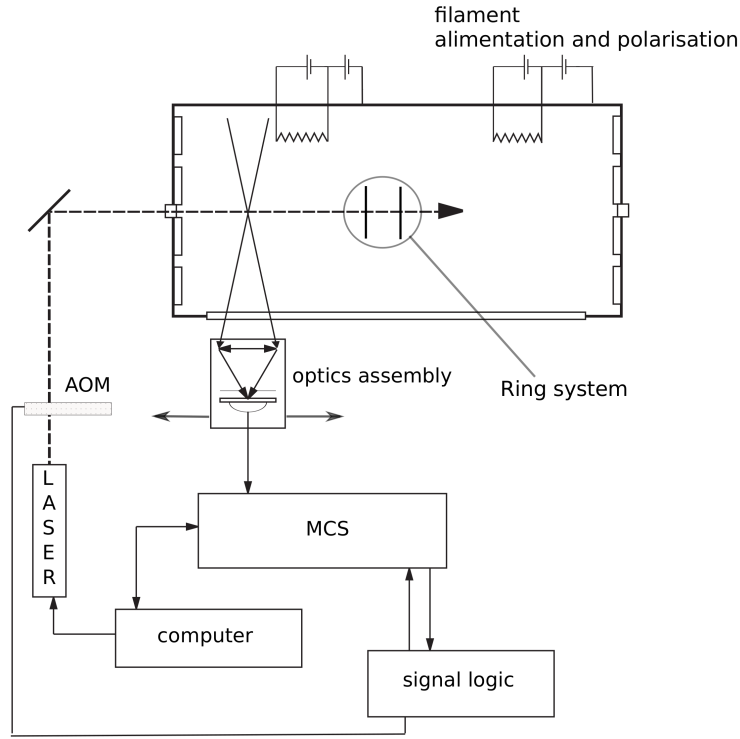 filament
alimentation and polarisation
AOM
optics assembly
Ring system
L
A
S
E
R
MCS
computer
signal logic